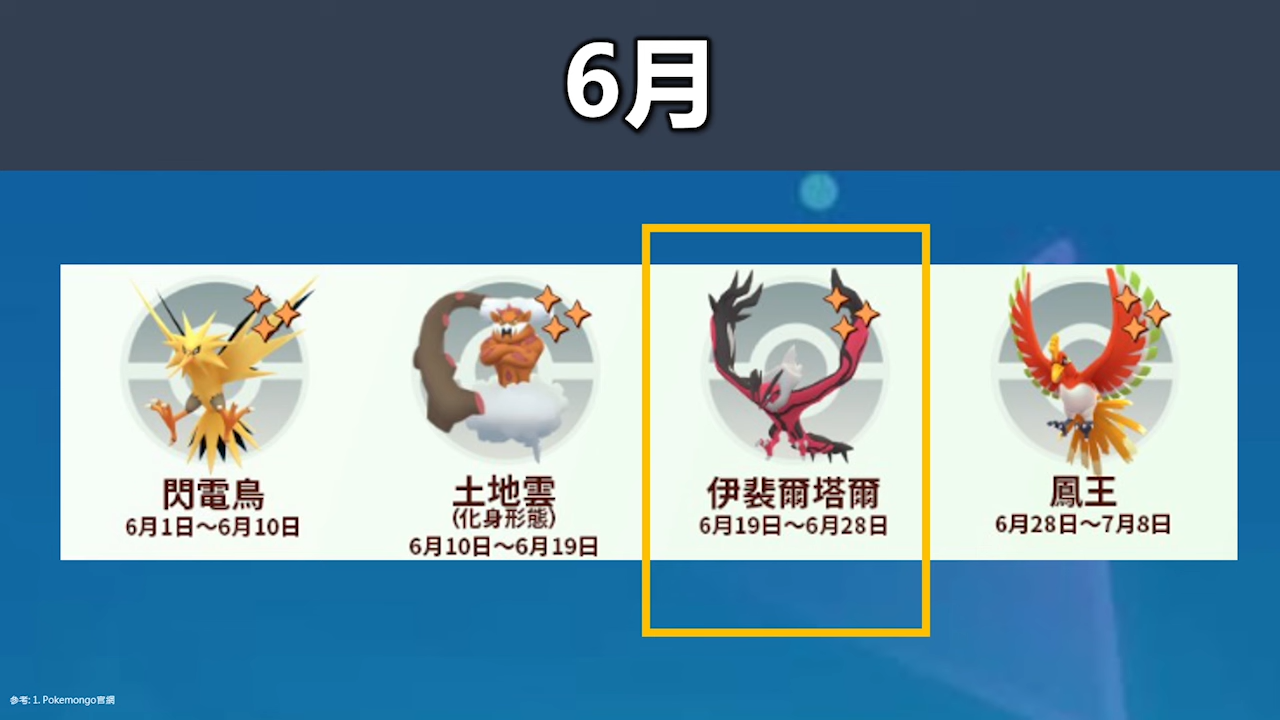 6月
閃電鳥
6月1日~6月10日
土地雲
(化身形態)
6月10日~6月19日
伊裴爾塔爾
6月19日~6月28日
鳳王
6月28日~7月8日
參考: 1. Pokemongo官網